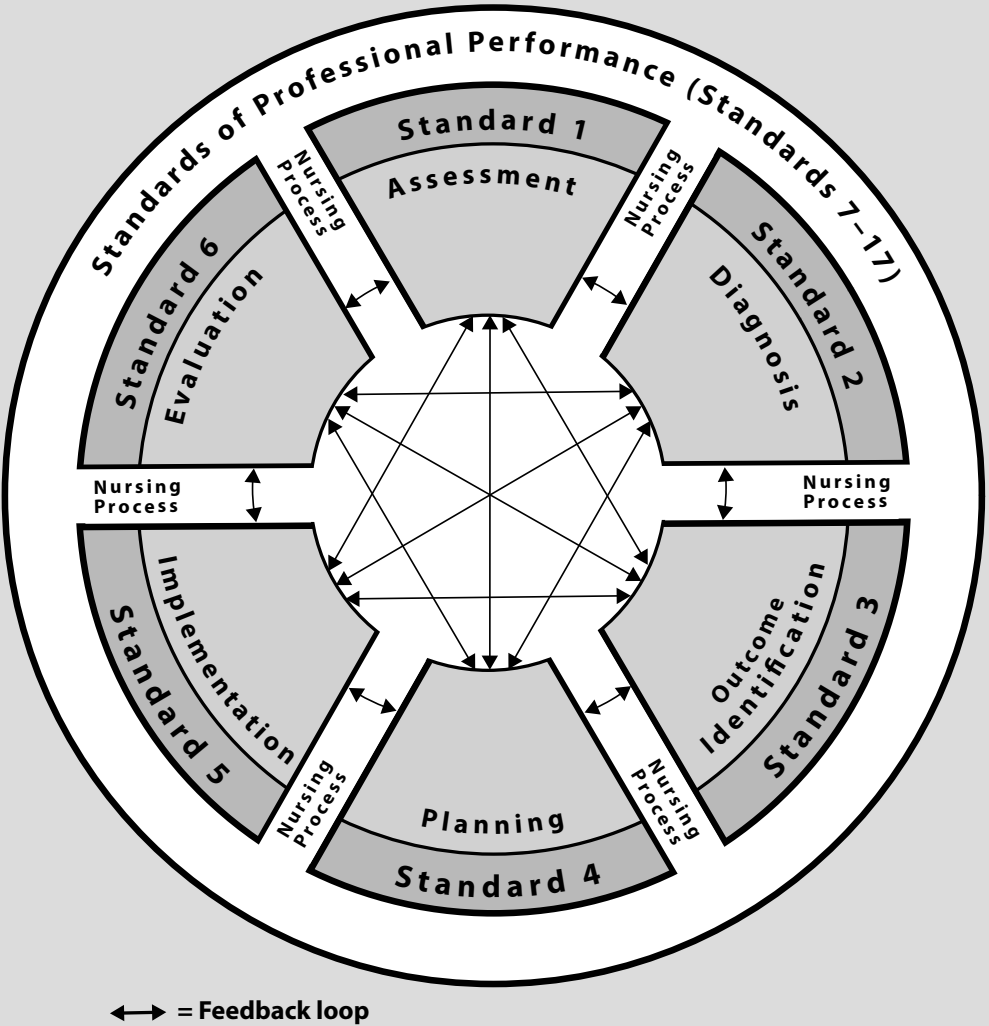 Standards of Professional Performance (Standards 7–17)
Standard 1
Assessment
Nursing
Process
Standard 2
Diagnosis
Nursing
Process
Standard 3
Outcome
Identification
Nursing
Process
Standard 4
Planning
Nursing
Process
Standard 5
Implementation
Nursing
Process
Standard 6
Evaluation
Nursing
Process
= Feedback loop